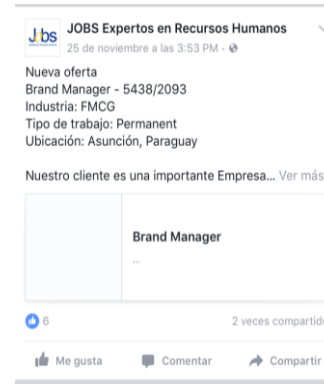 Jobs
JOBS Expertos en Recursos Humanos
25 de noviembre a las 3:53 PM ·
Nueva oferta
Brand Manager - 5438/2093
Industria: FMCG
Tipo de trabajo: Permanent
Ubicación: Asunción, Paraguay
Nuestro cliente es una importante Empresa... Ver más
Brand Manager
...
6
2 veces compartido
Me gusta
Comentar
Compartir